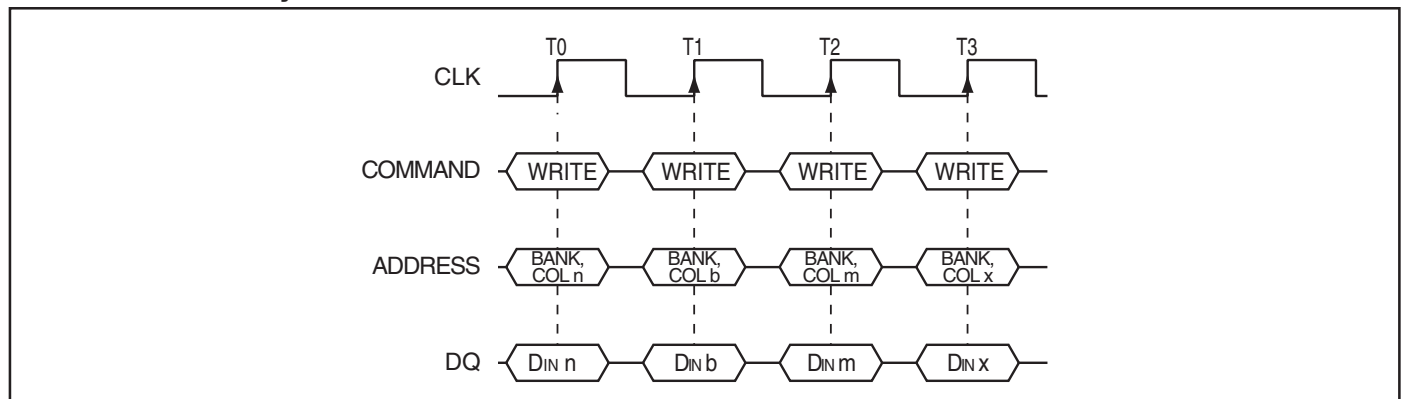 T0 T1 T2 T3
CLK
COMMAND WRITE WRITE WRITE WRITE
ADDRESS BANK, COL n BANK, COL b BANK, COL m BANK, COL x
DQ DIN n DIN b DIN m DIN x